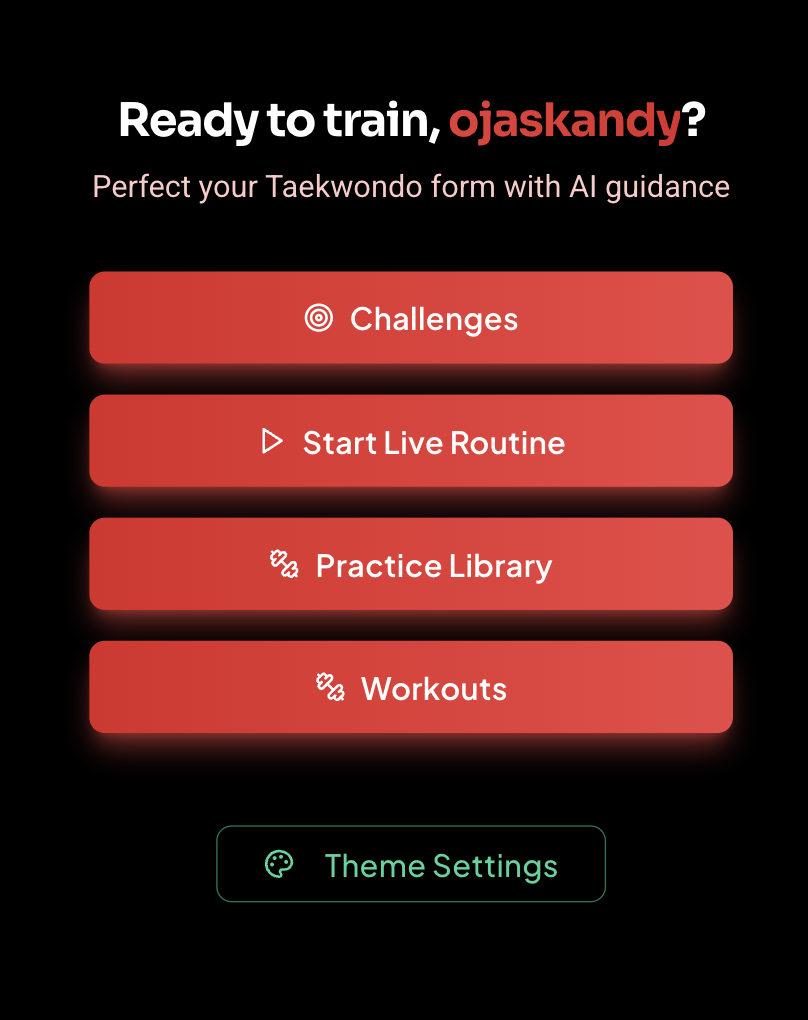 Ready to train, ojaskandy?
Perfect your Taekwondo form with AI guidance
Challenges
Start Live Routine
Practice Library
Workouts
Theme Settings